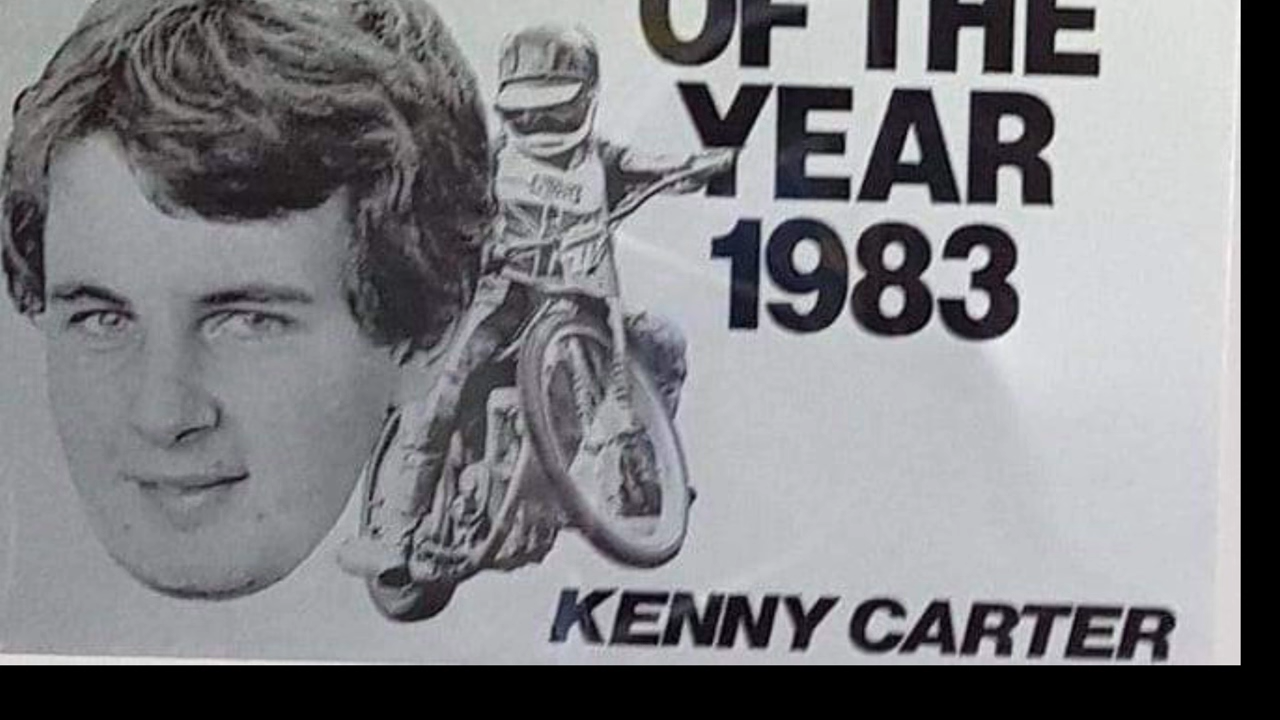 OF THE
YEAR
1983
KENNY CARTER